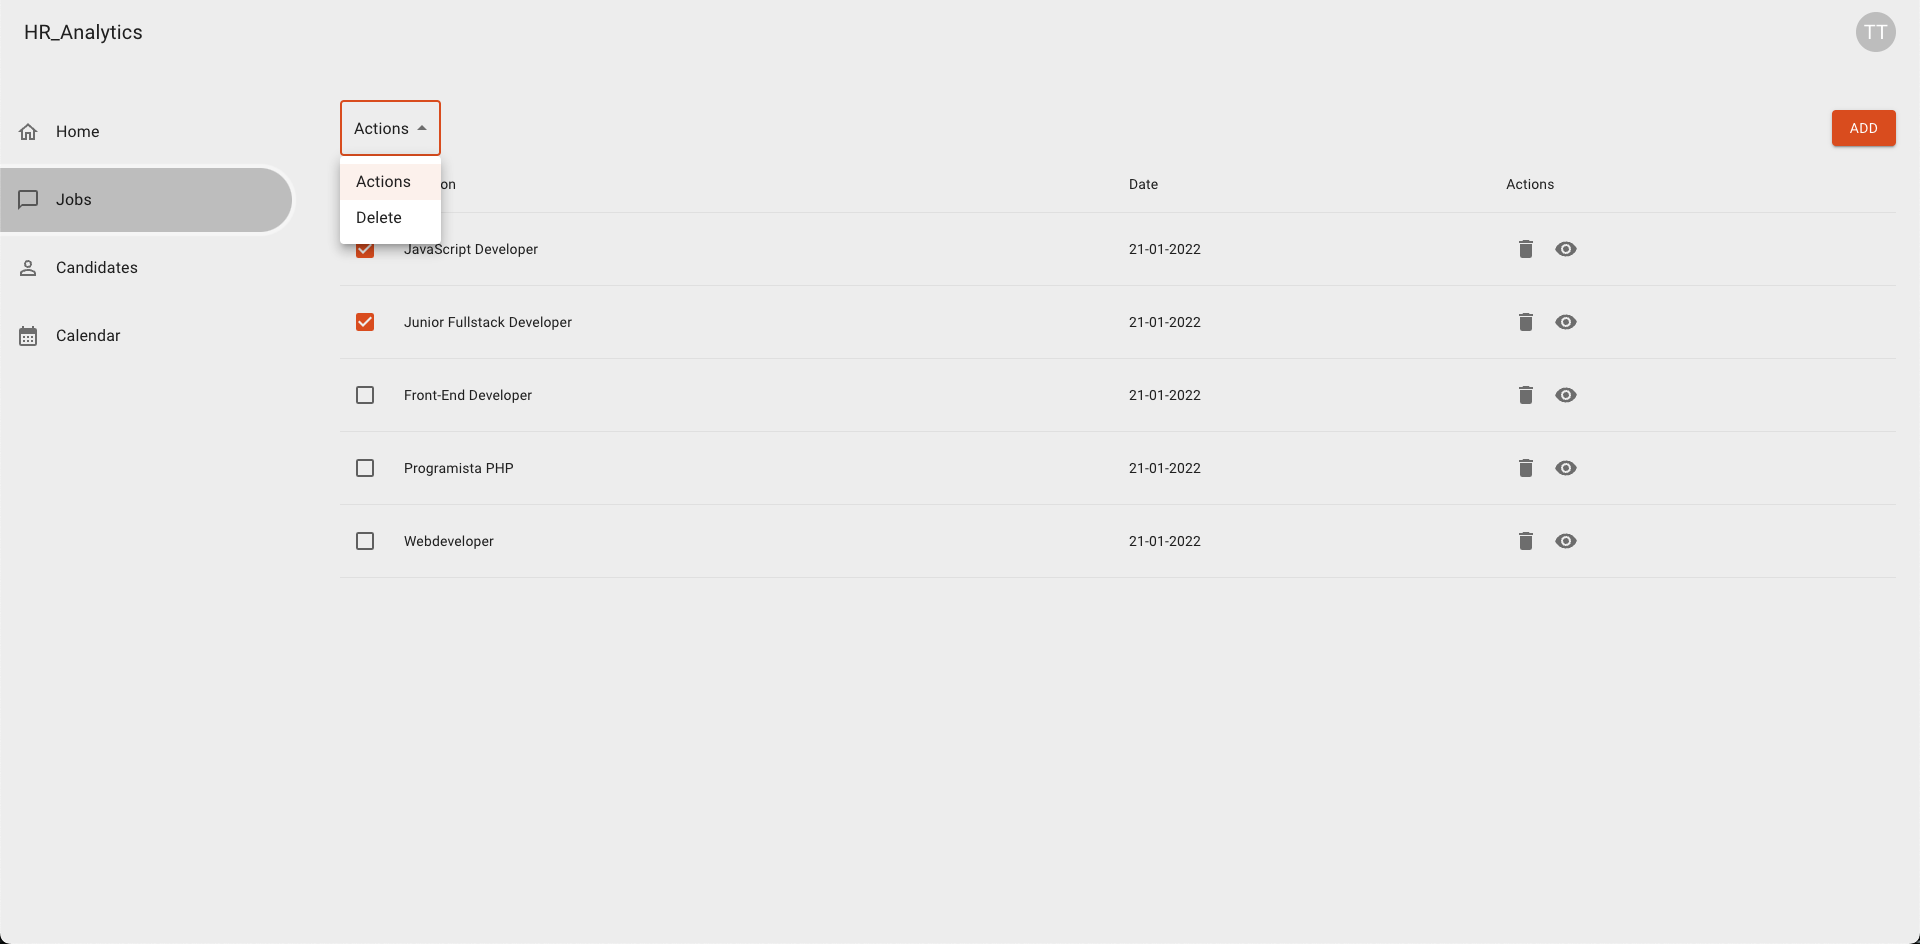 HR_Analytics
TT
Home
Jobs
Candidates
Calendar
Actions
ADD
Actions
Delete
Date
Actions
JavaScript Developer
21-01-2022
Junior Fullstack Developer
21-01-2022
Front-End Developer
21-01-2022
Programista PHP
21-01-2022
Webdeveloper
21-01-2022